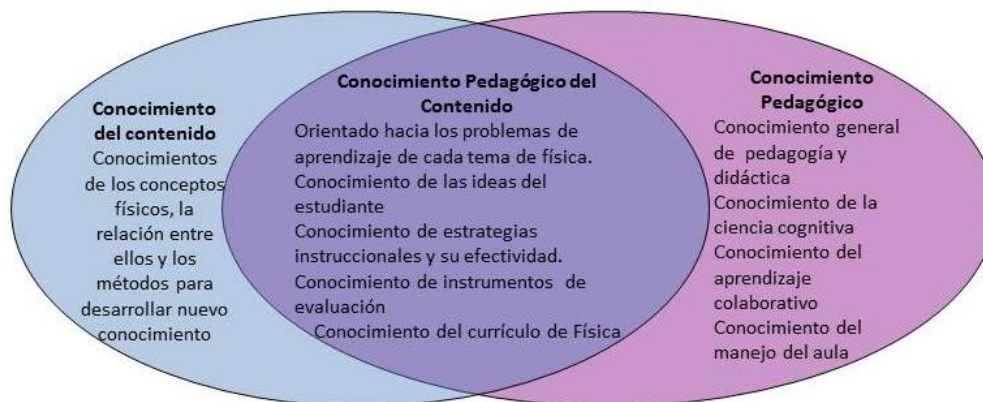 Conocimiento
del contenido
Conocimientos
de los conceptos
físicos, la
relación entre
ellos y los
métodos para
desarrollar nuevo
conocimiento
Conocimiento Pedagógico del
Contenido
Orientado hacia los problemas de
aprendizaje de cada tema de física.
Conocimiento de las ideas del
estudiante
Conocimiento de estrategias
instruccionales y su efectividad.
Conocimiento de instrumentos de
evaluación
Conocimiento del currículo de Física
Conocimiento
Pedagógico
Conocimiento general
de pedagogía y
didáctica
Conocimiento de la
ciencia cognitiva
Conocimiento del
aprendizaje
colaborativo
Conocimiento del
manejo del aula